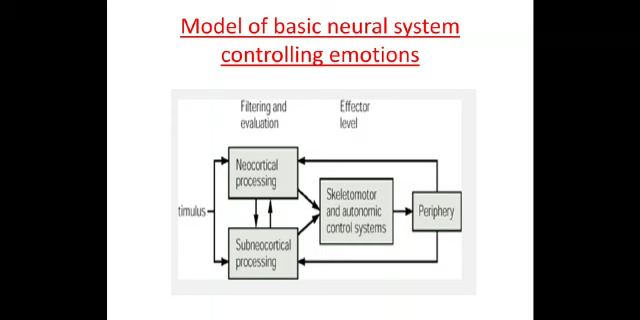 Model of basic neural system
controlling emotions
Filtering and
evaluation
Effector
level
Neocortical
processing
Skeletomotor
and autonomic
control systems
Periphery
timulus
Subneocortical
processing